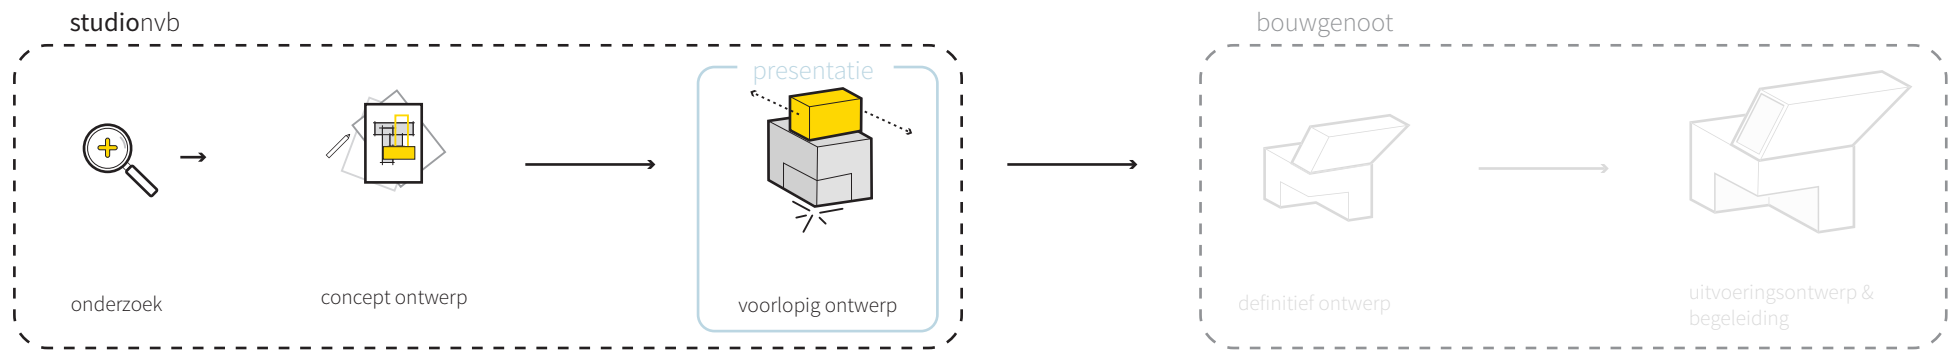 studionvb
bouwgenoot
presentatie
onderzoek
concept ontwerp
voorlopig ontwerp
definitief ontwerp
uitvoeringsontwerp &
begeleiding